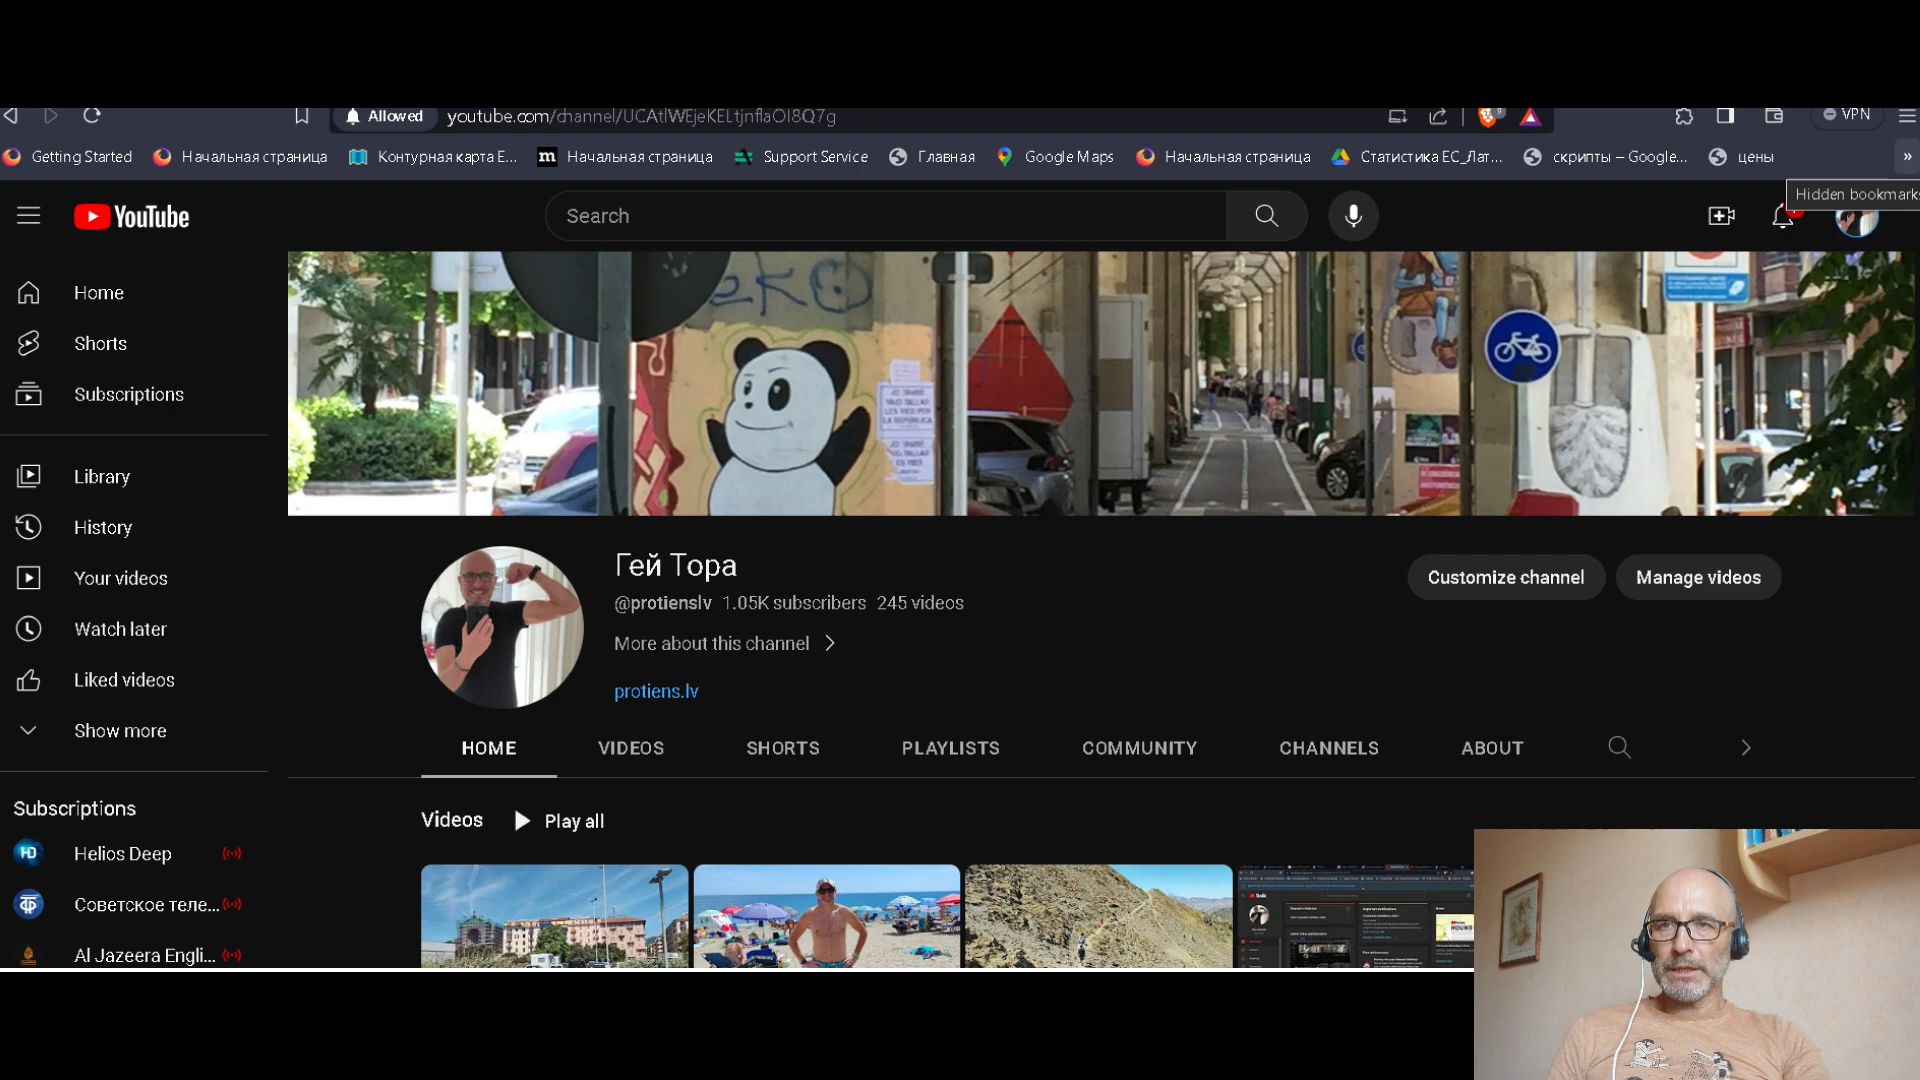 Allowed youtube.com/channel/UCAtlWEjeKELtjnflaOl8Q7g VPN
Getting Started Начальная страница Контурная карта Е... Начальная страница Support Service Главная Google Maps Начальная страница Статистика ЕС_Лат... скрипты – Google... цены »
Hidden bookmarks
YouTube
Search
Home
Shorts
Subscriptions
Library
History
Your videos
Watch later
Liked videos
Show more
Subscriptions
Helios Deep
Советское теле...
Al Jazeera Engli...
Гей Тора
@protienslv 1.05K subscribers 245 videos
More about this channel
protiens.lv
Customize channel
Manage videos
HOME VIDEOS SHORTS PLAYLISTS COMMUNITY CHANNELS ABOUT
Videos Play all